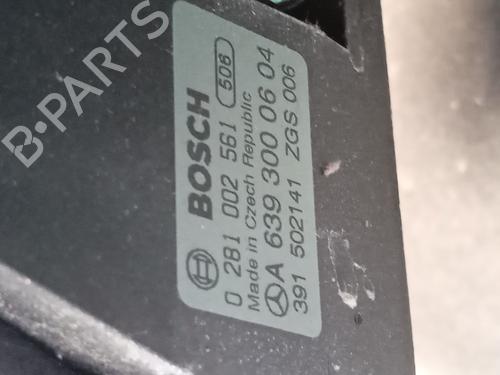 B-PARTS
BOSCH
0 281 002 561 506
Made in Czech Republic
A 639 300 06 04
391 502141 ZGS 006